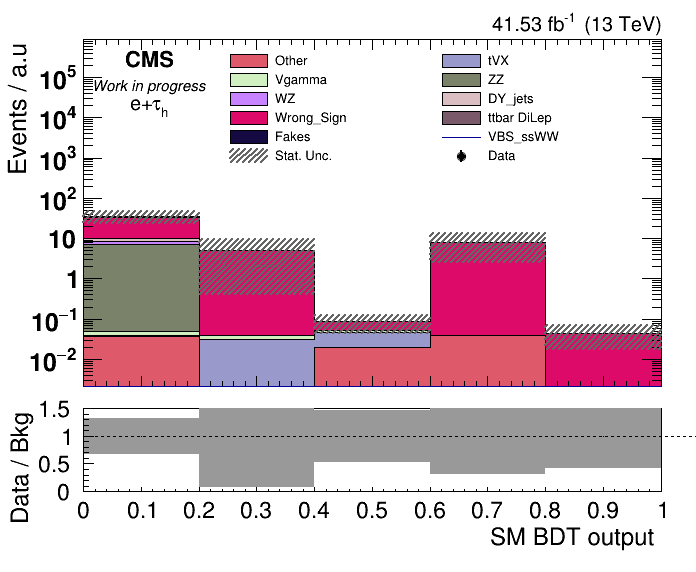 41.53 fb⁻¹ (13 TeV)
Events / a.u
CMS
Work in progress
e+τh
Other
Vgamma
WZ
Wrong_Sign
Fakes
Stat. Unc.
tVX
ZZ
DY_jets
ttbar DiLep
VBS_ssWW
Data
10⁵
10⁴
10³
10²
10
1
10⁻¹
10⁻²
Data / Bkg
1.5
1
0.5
0
0 0.1 0.2 0.3 0.4 0.5 0.6 0.7 0.8 0.9 1
SM BDT output